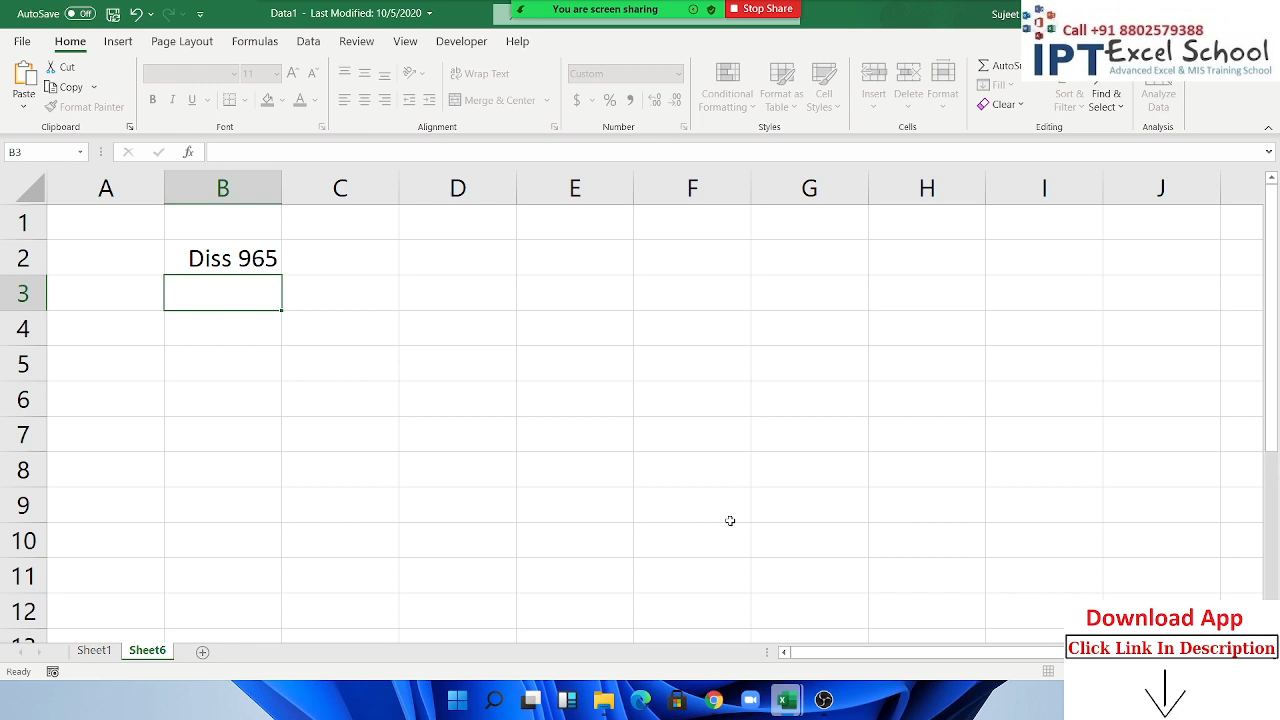 AutoSave Off Data1 - Last Modified: 10/5/2020 You are screen sharing Stop Share Sujeet
Call +91 8802579388
IPT Excel School
Advanced Excel & MIS Training School
File Home Insert Page Layout Formulas Data Developer Help
Paste Cut Copy Format Painter
11
B I U
Wrap Text
Merge & Center
Custom
$ % ,
Conditional Formatting Format as Table Cell Styles
Insert Delete Format
Fill Clear
Sort & Filter Find & Select
Analyze Data
Clipboard Font Alignment Number Styles Cells Editing Analysis
B3 fx
A B C D E F G H I J
1
2 Diss 965
3
4
5
6
7
8
9
10
11
12
Sheet1 Sheet6
Ready
Download App
Click Link In Description